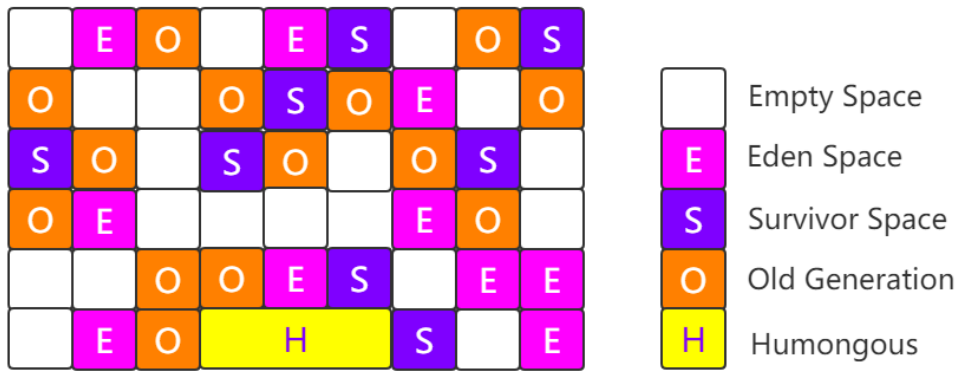 E O E S O S
O O S O E O
S O S O O S
O E E O
O O E S E E
E O H S E
Empty Space
E Eden Space
S Survivor Space
O Old Generation
H Humongous